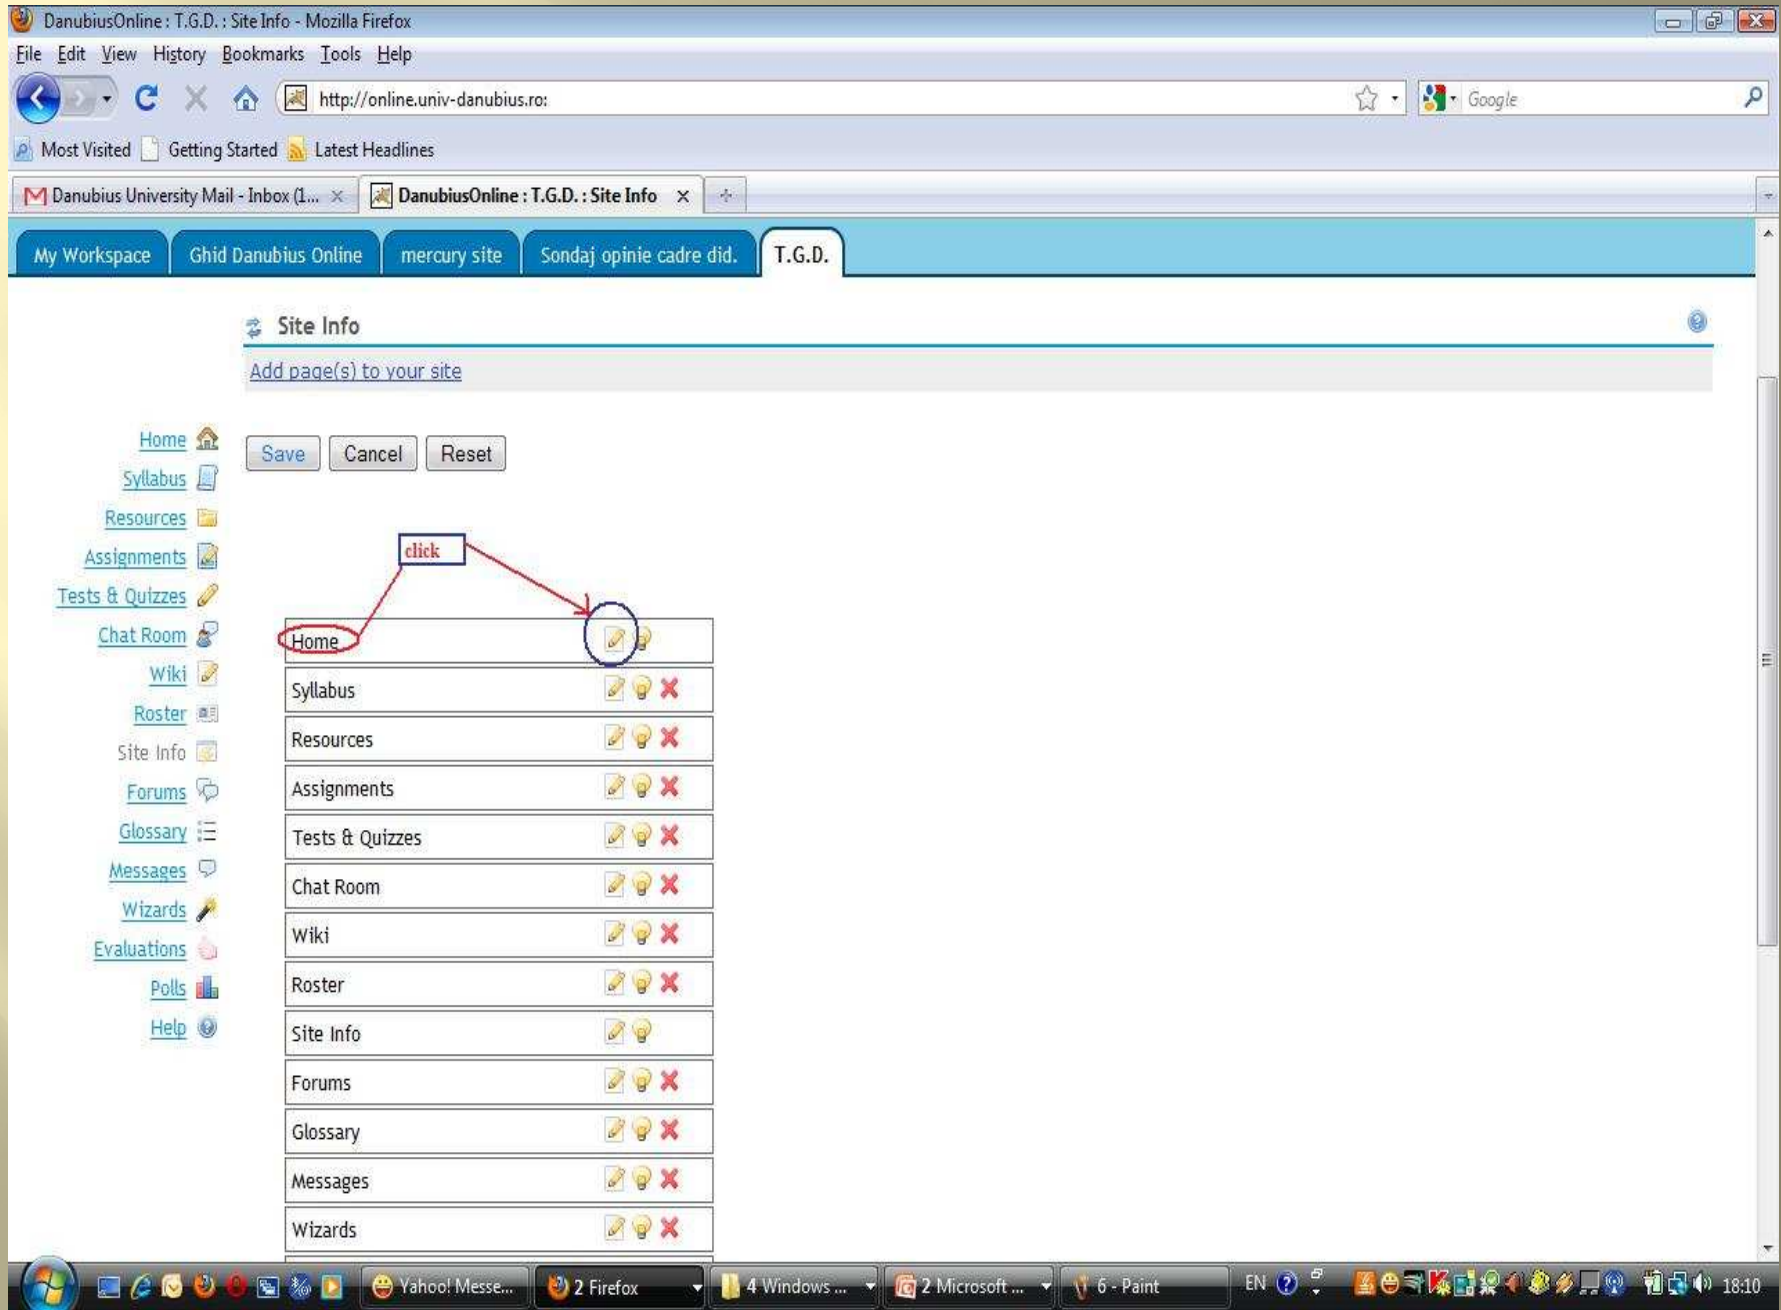 DanubiusOnline : T.G.D. : Site Info - Mozilla Firefox
File Edit View History Bookmarks Tools Help
http://online.univ-danubius.ro:
Google
Most Visited Getting Started Latest Headlines
Danubius University Mail - Inbox (1... DanubiusOnline : T.G.D. : Site Info
My Workspace Ghid Danubius Online mercury site Sondaj opinie cadre did. T.G.D.
Site Info
Add page(s) to your site
Home
Syllabus
Resources
Assignments
Tests & Quizzes
Chat Room
Wiki
Roster
Site Info
Forums
Glossary
Messages
Wizards
Evaluations
Polls
Help
Save Cancel Reset
click
Home
Syllabus
Resources
Assignments
Tests & Quizzes
Chat Room
Wiki
Roster
Site Info
Forums
Glossary
Messages
Wizards
Yahoo! Messe... 2 Firefox 4 Windows ... 2 Microsoft ... 6 - Paint EN 18:10